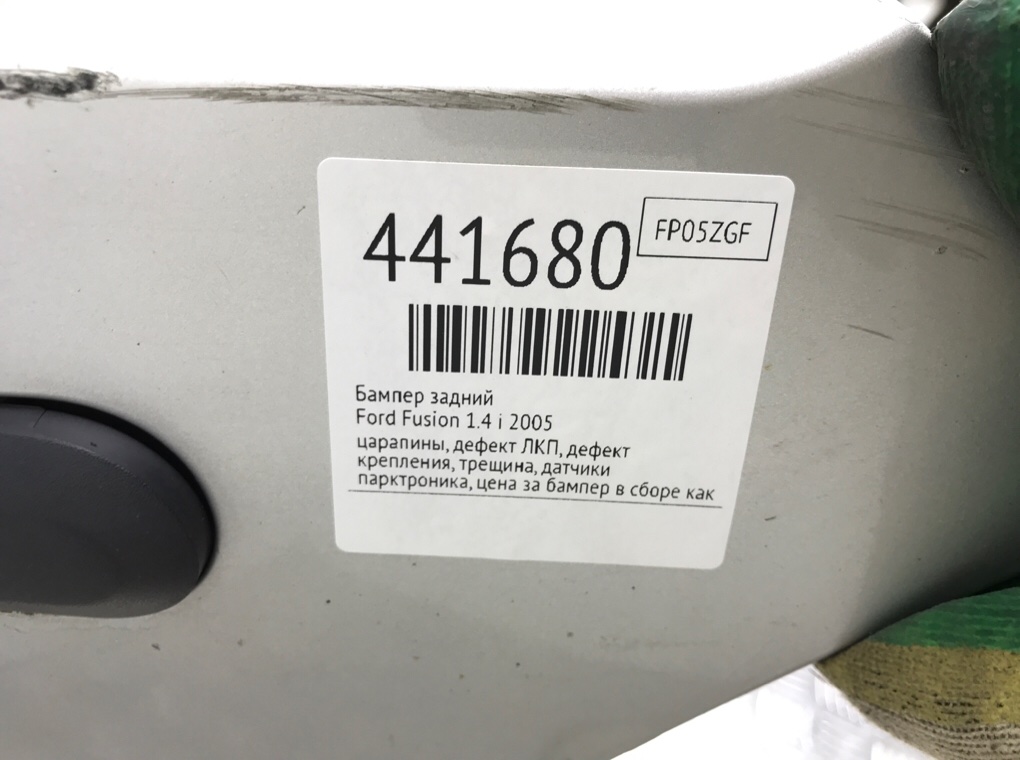 441680
FP05ZGF
Бампер задний
Ford Fusion 1.4 i 2005
царапины, дефект ЛКП, дефект
крепления, трещина, датчики
парктроника, цена за бампер в сборе как